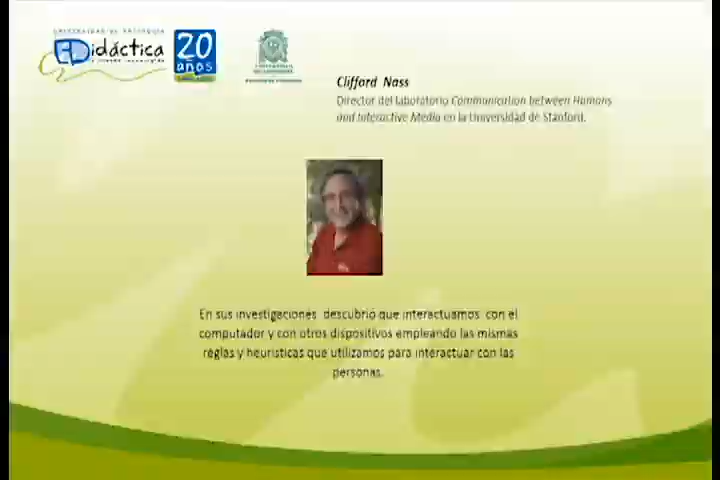 UNIVERSIDAD DE ANTIOQUIA
Didáctica
20
años
Clifford Nass
Director del laboratorio Communication between Humans
and Interactive Media en la Universidad de Stanford.
En sus investigaciones descubrió que interactuamos con el
computador y con otros dispositivos empleando las mismas
reglas y heurísticas que utilizamos para interactuar con las
personas.